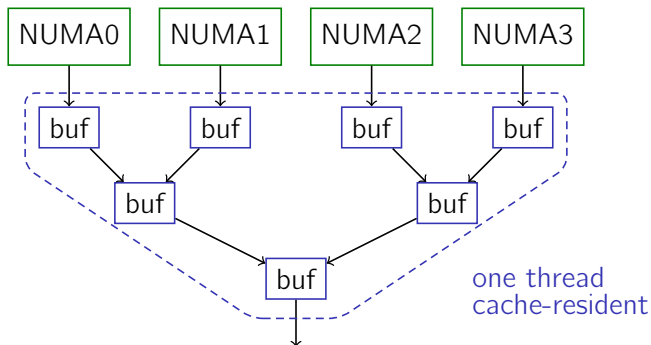 NUMA0 NUMA1 NUMA2 NUMA3
buf buf buf buf
buf buf
buf
one thread
cache-resident